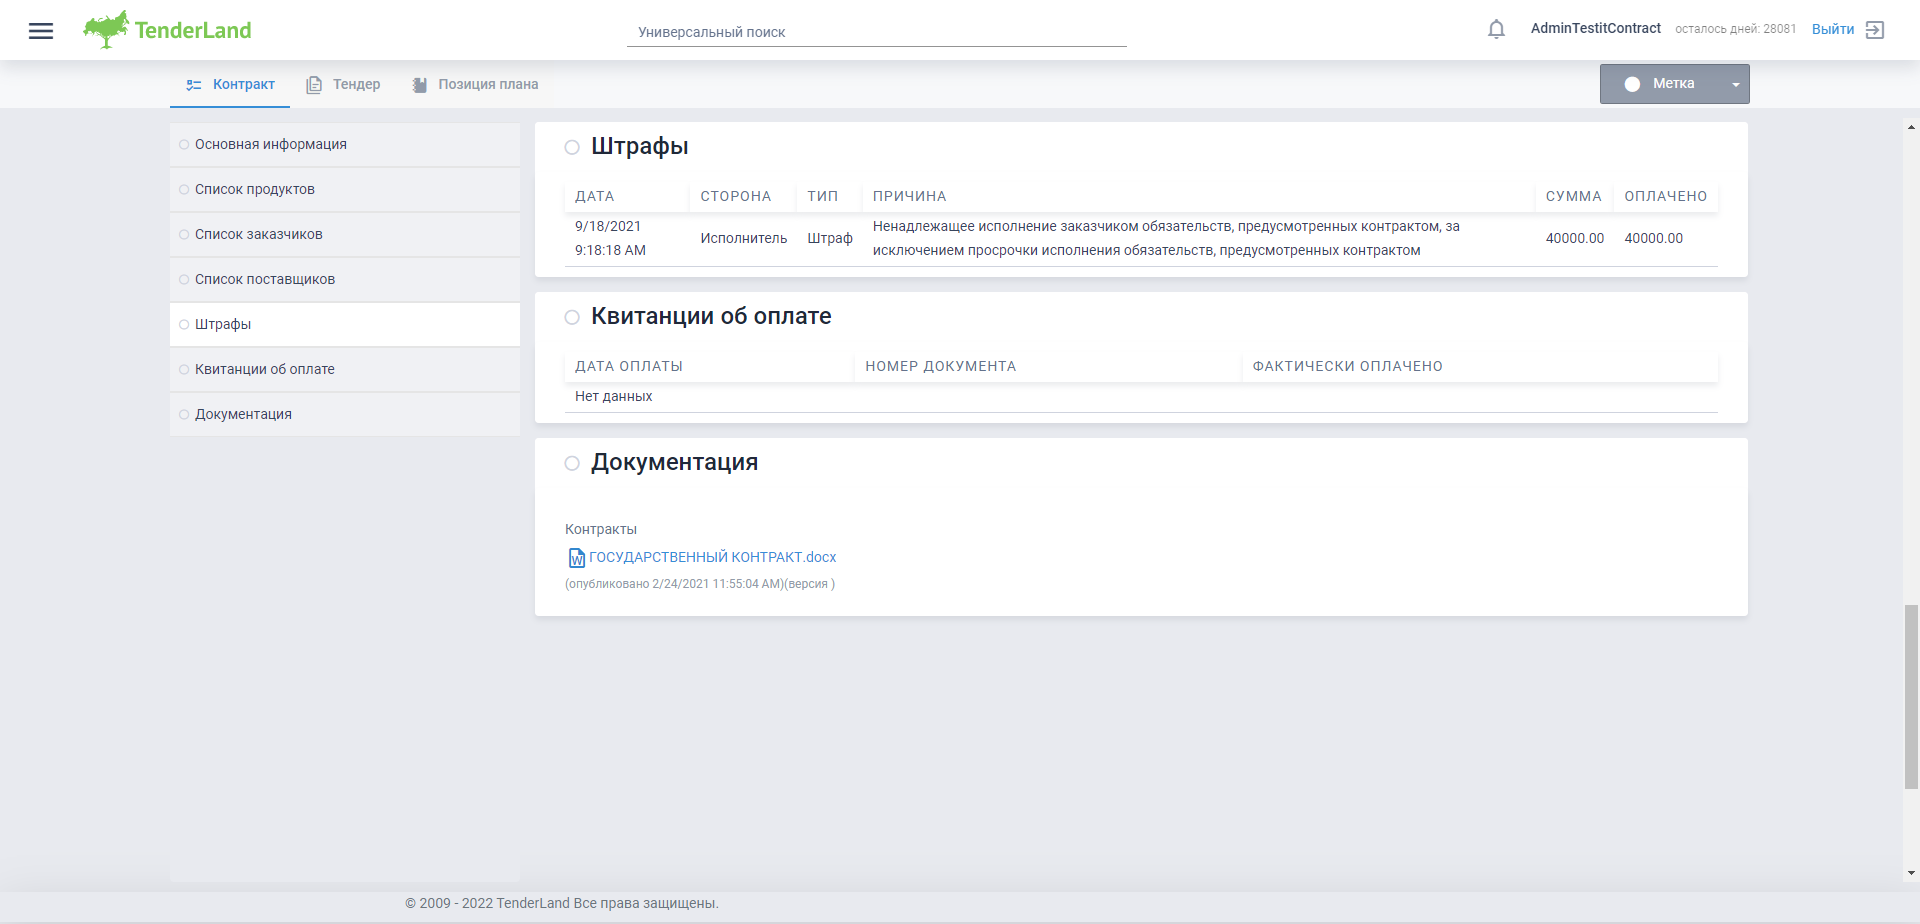 TenderLand
Универсальный поиск
AdminTestitContract
осталось дней: 28081
Выйти
Контракт
Тендер
Позиция плана
Метка
Основная информация
Список продуктов
Список заказчиков
Список поставщиков
Штрафы
Квитанции об оплате
Документация
Штрафы
ДАТА СТОРОНА ТИП ПРИЧИНА СУММА ОПЛАЧЕНО
9/18/2021
9:18:18 AM
Исполнитель
Штраф
Ненадлежащее исполнение заказчиком обязательств, предусмотренных контрактом, за
исключением просрочки исполнения обязательств, предусмотренных контрактом
40000.00
40000.00
Квитанции об оплате
ДАТА ОПЛАТЫ НОМЕР ДОКУМЕНТА ФАКТИЧЕСКИ ОПЛАЧЕНО
Нет данных
Документация
Контракты
ГОСУДАРСТВЕННЫЙ КОНТРАКТ.docx
(опубликовано 2/24/2021 11:55:04 AM)(версия )
© 2009 - 2022 TenderLand Все права защищены.